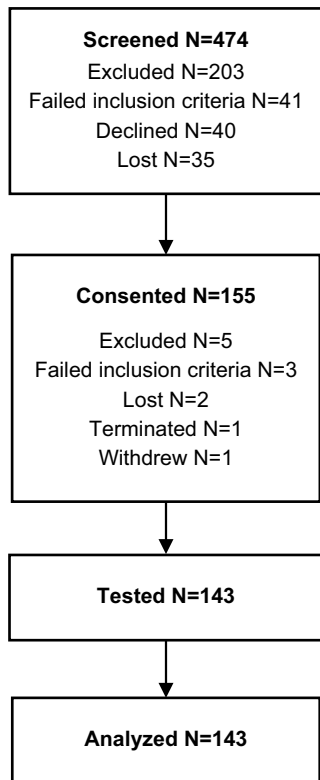 Screened N=474
Excluded N=203
Failed inclusion criteria N=41
Declined N=40
Lost N=35
Consented N=155
Excluded N=5
Failed inclusion criteria N=3
Lost N=2
Terminated N=1
Withdrew N=1
Tested N=143
Analyzed N=143